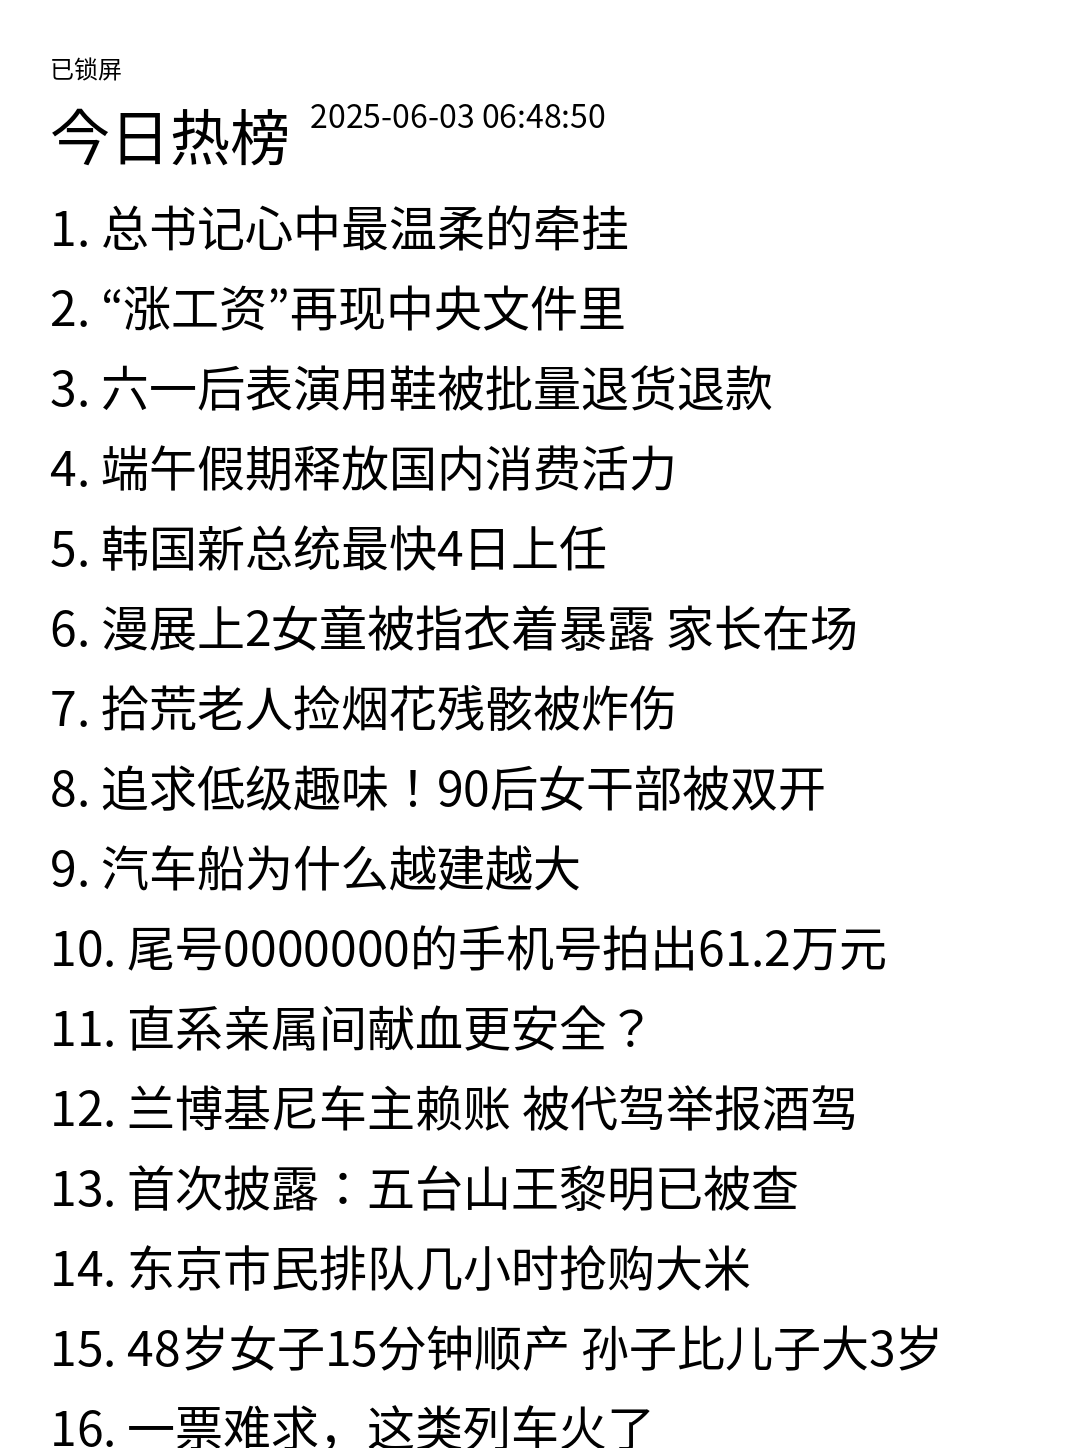 已锁屏
今日热榜 2025-06-03 06:48:50
1. 总书记心中最温柔的牵挂
2. “涨工资”再现中央文件里
3. 六一后表演用鞋被批量退货退款
4. 端午假期释放国内消费活力
5. 韩国新总统最快4日上任
6. 漫展上2女童被指衣着暴露 家长在场
7. 拾荒老人捡烟花残骸被炸伤
8. 追求低级趣味！90后女干部被双开
9. 汽车船为什么越建越大
10. 尾号0000000的手机号拍出61.2万元
11. 直系亲属间献血更安全？
12. 兰博基尼车主赖账 被代驾举报酒驾
13. 首次披露：五台山王黎明已被查
14. 东京市民排队几小时抢购大米
15. 48岁女子15分钟顺产 孙子比儿子大3岁
16. 一票难求，这类列车火了